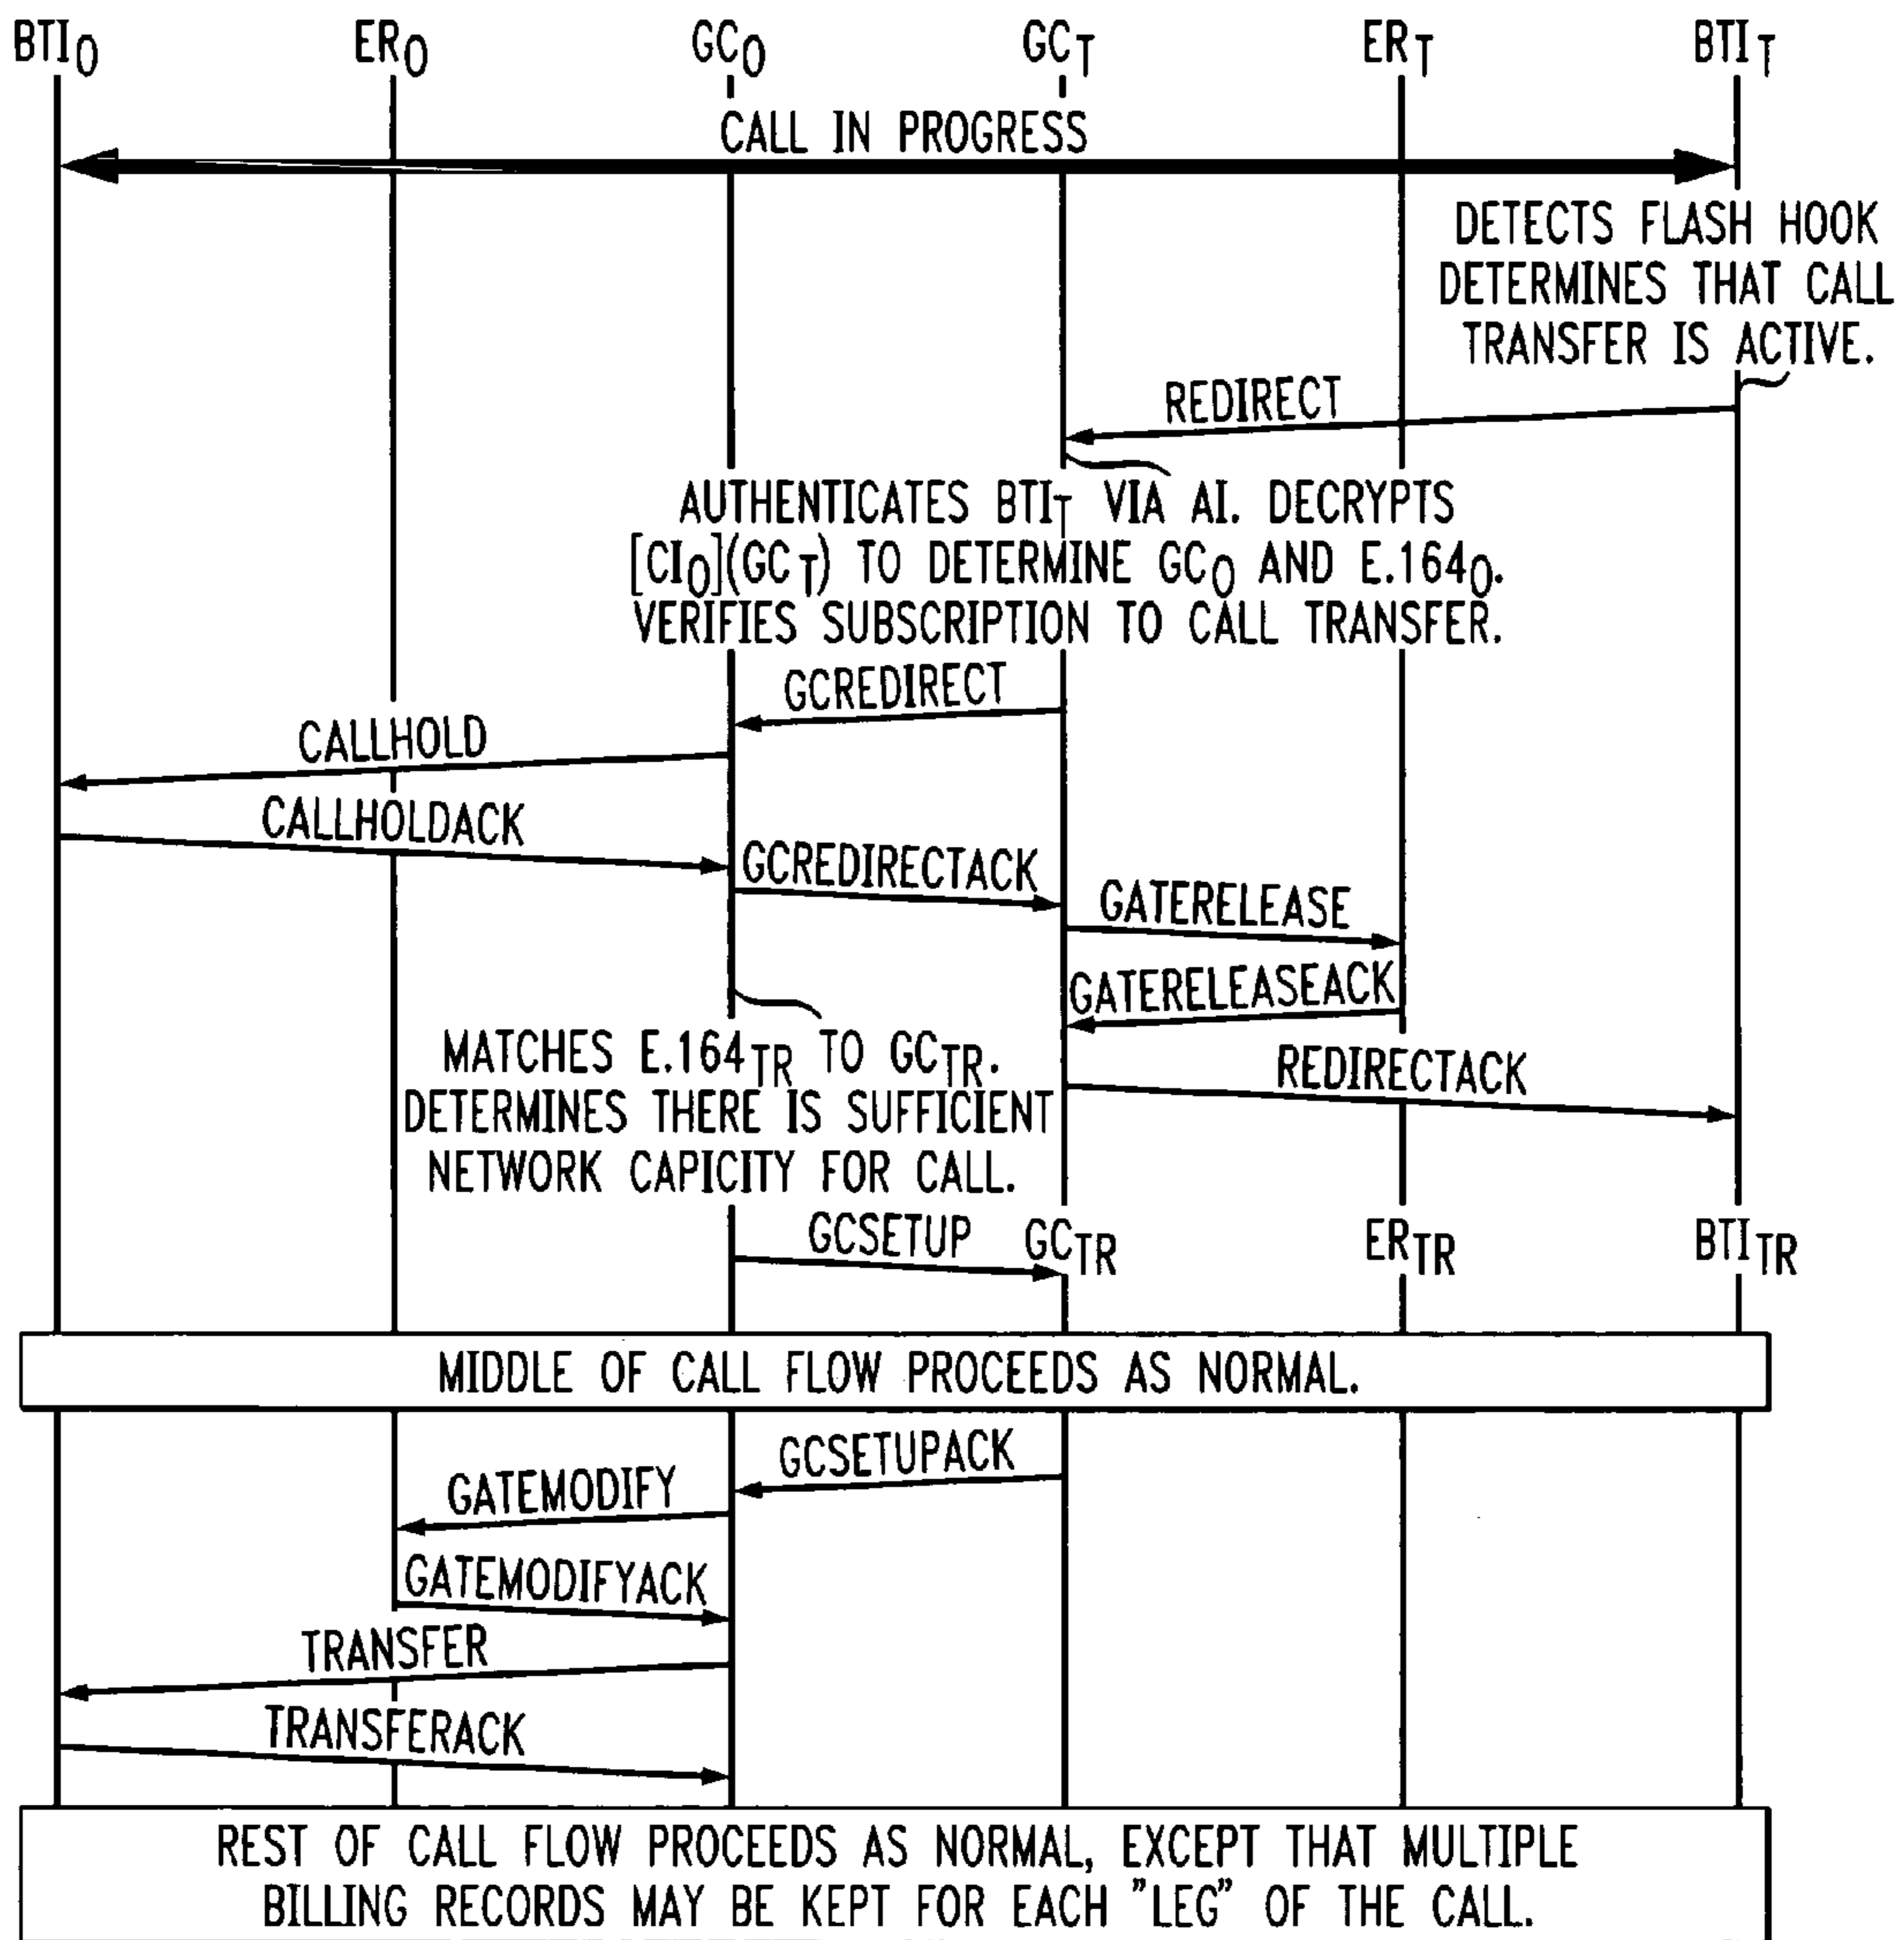 BTIO ERO GCO GCT ERT BTIT
CALL IN PROGRESS
DETECTS FLASH HOOK
DETERMINES THAT CALL
TRANSFER IS ACTIVE.
REDIRECT
AUTHENTICATES BTIT VIA AI. DECRYPTS
[CIO](GCT) TO DETERMINE GCO AND E.164O.
VERIFIES SUBSCRIPTION TO CALL TRANSFER.
GCREDIRECT
CALLHOLD
CALLHOLDACK
GCREDIRECTACK
GATERELEASE
GATERELEASEACK
MATCHES E.164TR TO GCTR.
DETERMINES THERE IS SUFFICIENT
NETWORK CAPICITY FOR CALL.
REDIRECTACK
GCSETUP
GCTR ERTR BTITR
MIDDLE OF CALL FLOW PROCEEDS AS NORMAL.
GCSETUPACK
GATEMODIFY
GATEMODIFYACK
TRANSFER
TRANSFERACK
REST OF CALL FLOW PROCEEDS AS NORMAL, EXCEPT THAT MULTIPLE
BILLING RECORDS MAY BE KEPT FOR EACH "LEG" OF THE CALL.